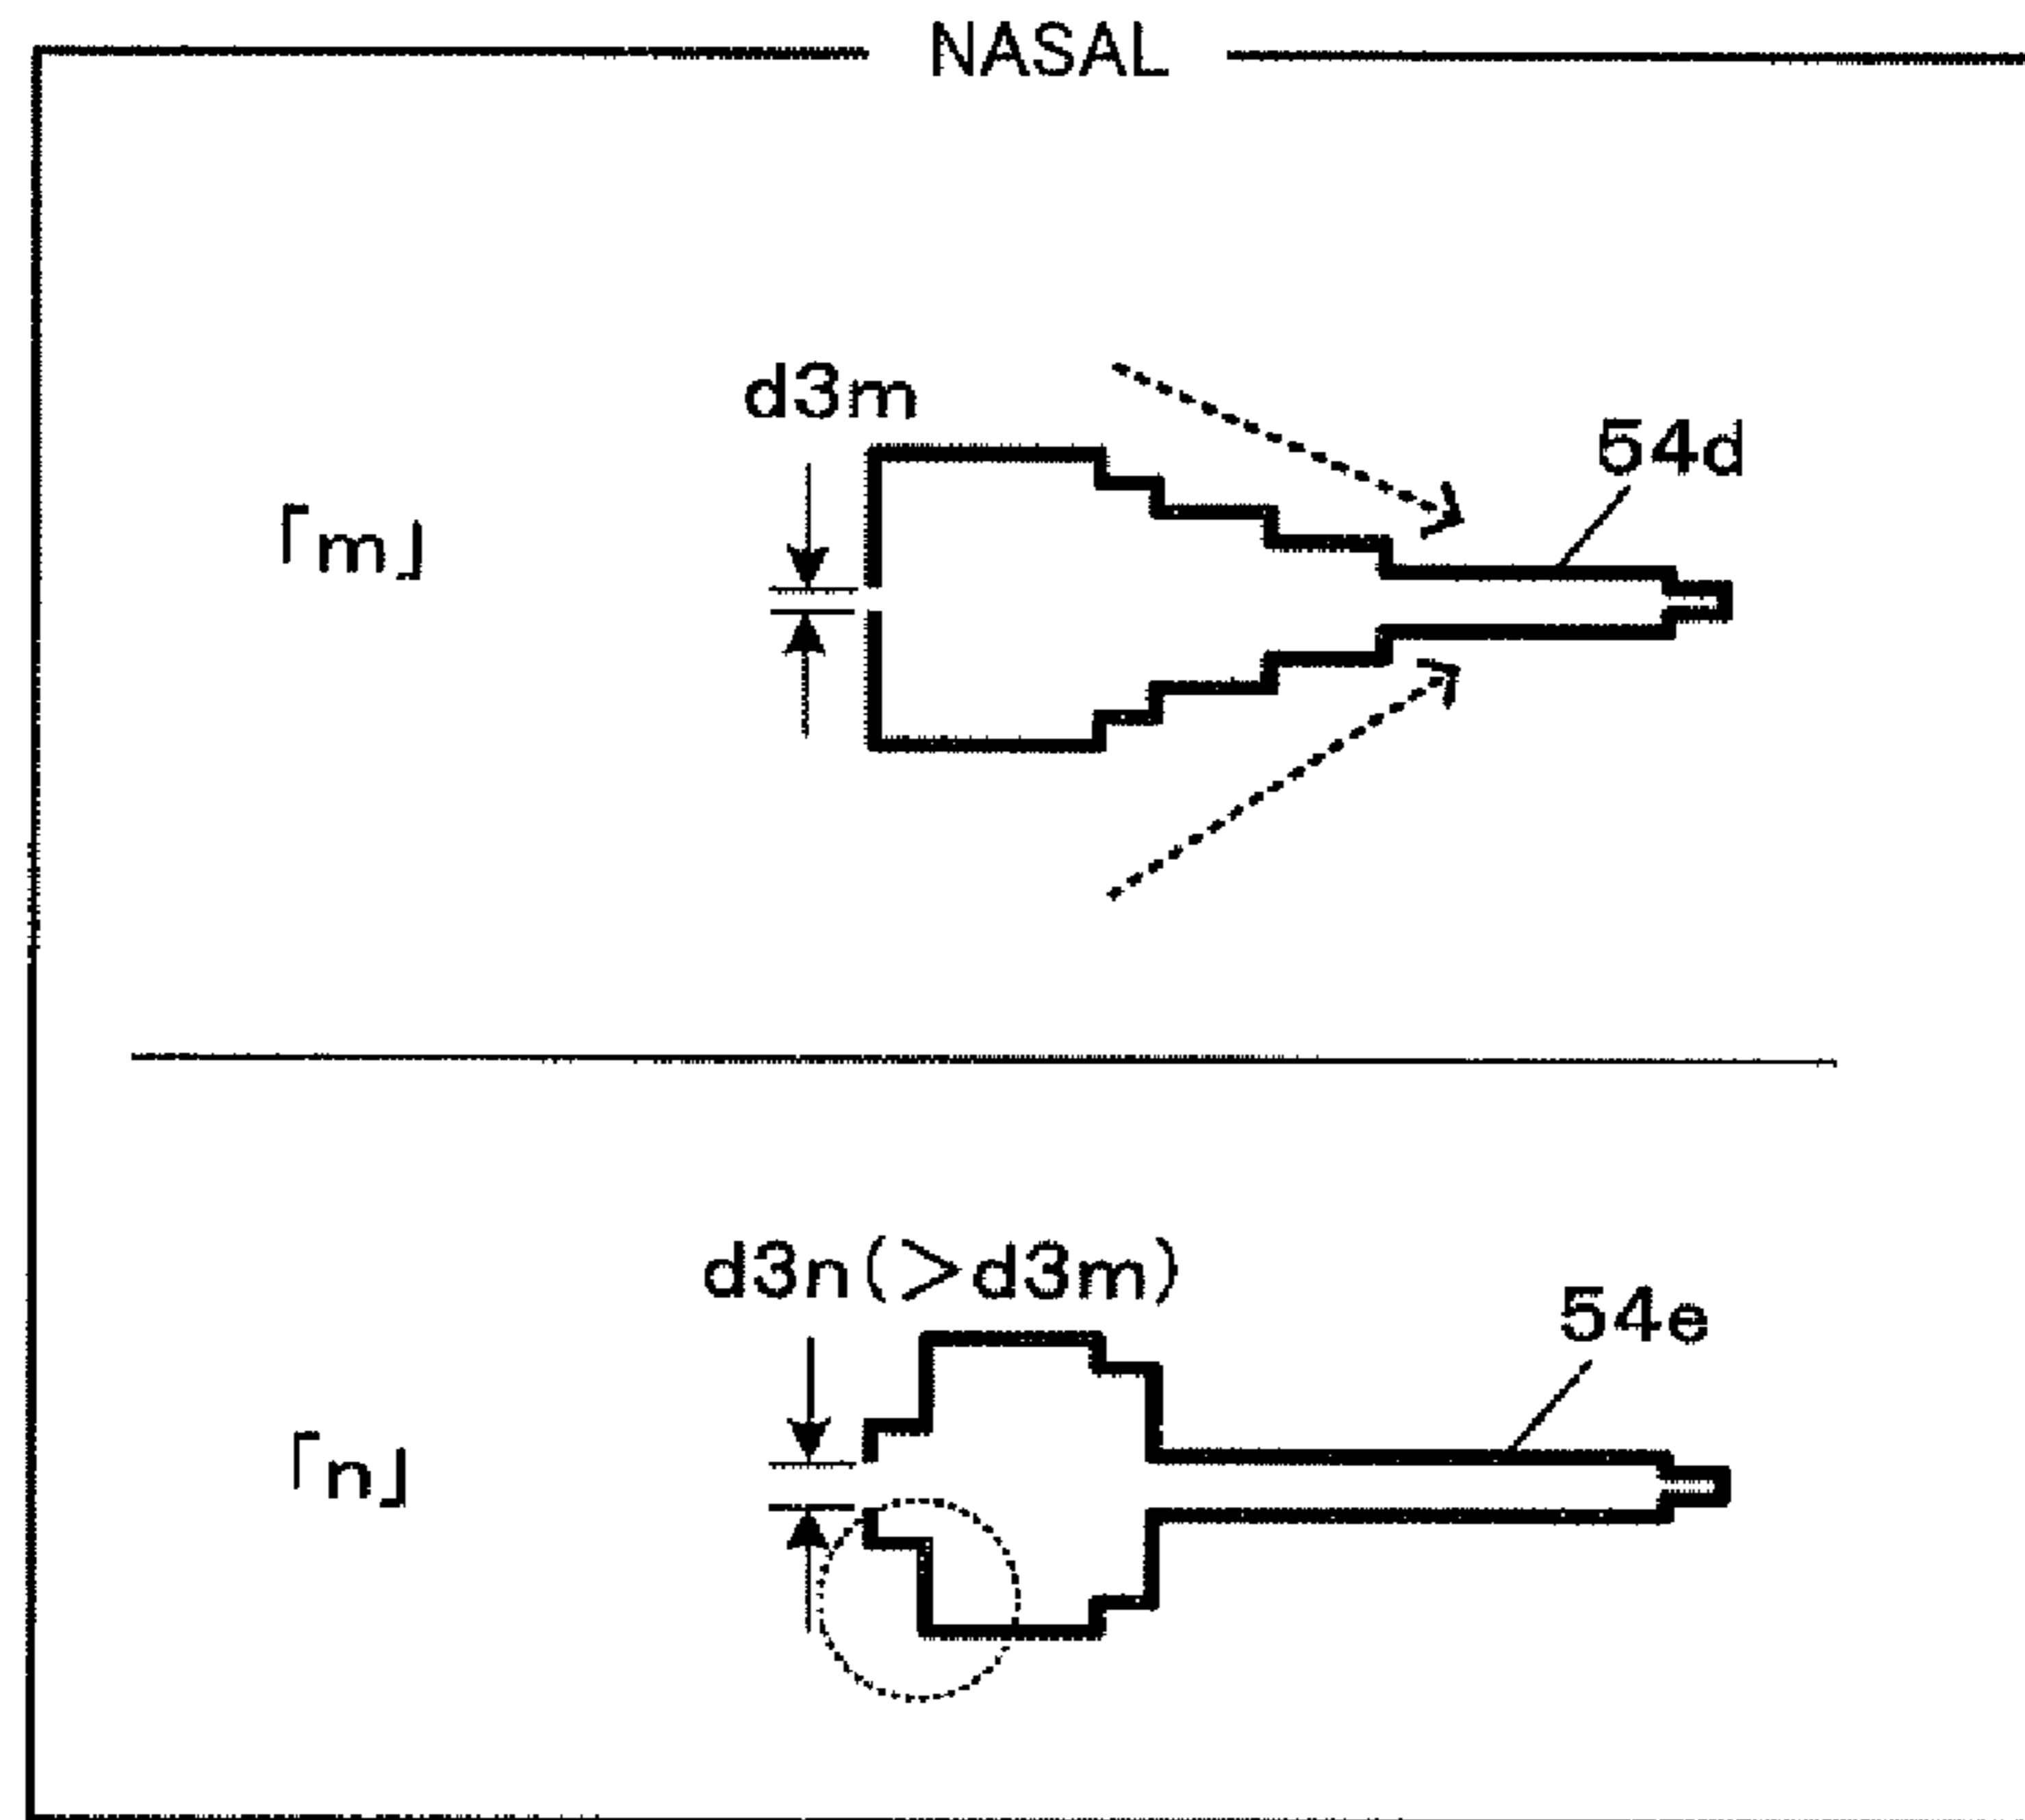 NASAL
d3m
54d
「m」
d3n(>d3m)
54e
「n」